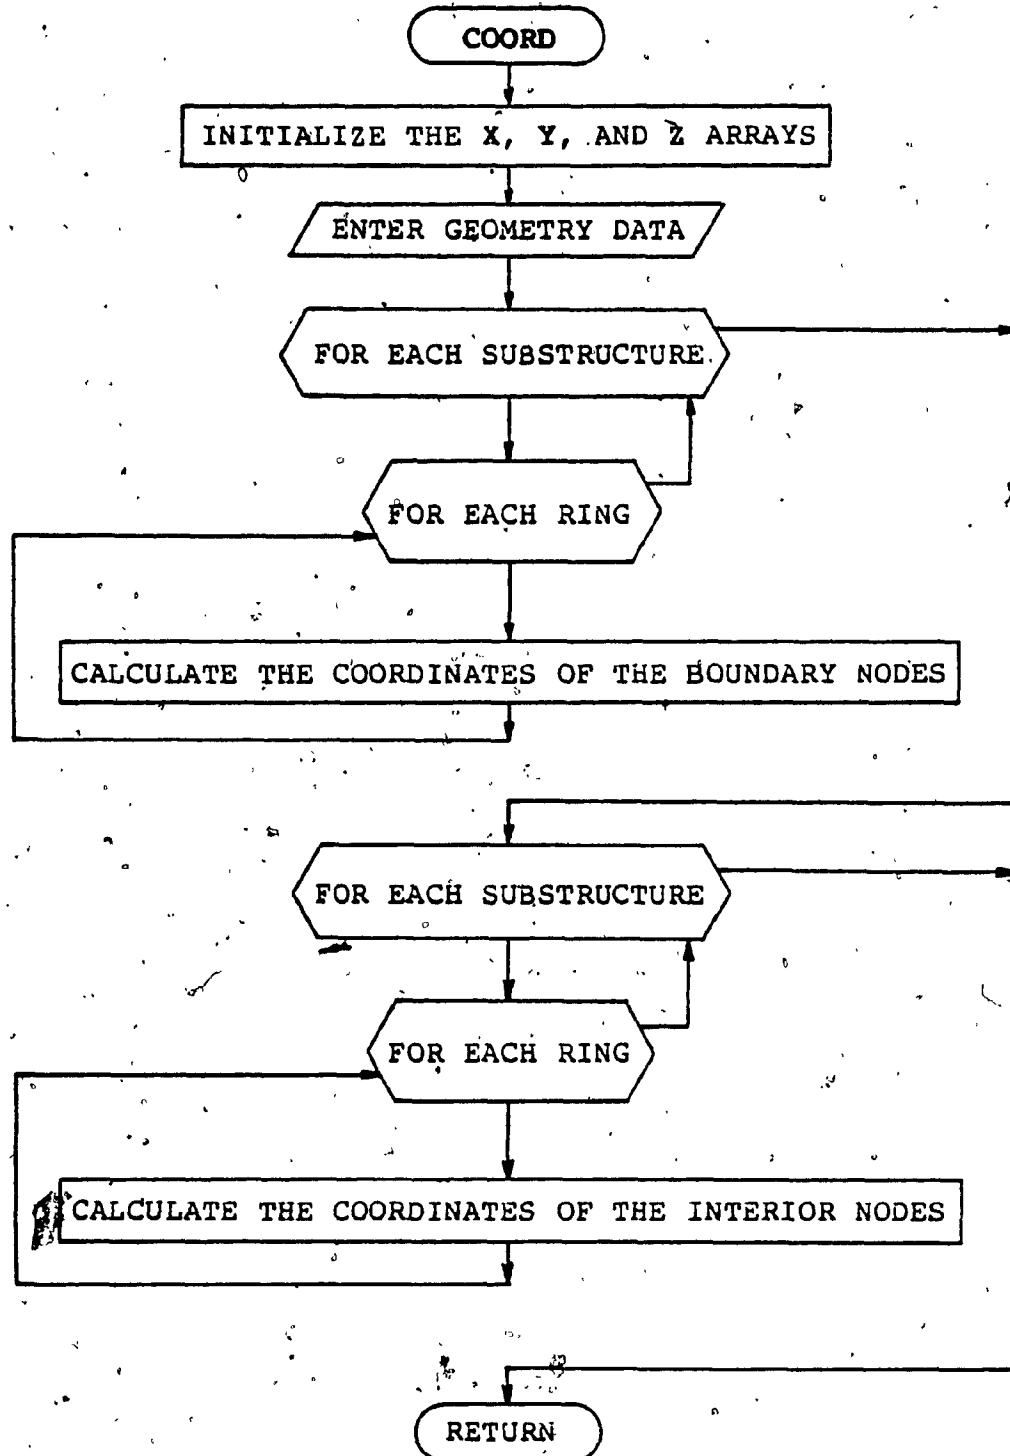 COORD
INITIALIZE THE X, Y, AND Z ARRAYS
ENTER GEOMETRY DATA
FOR EACH SUBSTRUCTURE
FOR EACH RING
CALCULATE THE COORDINATES OF THE BOUNDARY NODES
FOR EACH SUBSTRUCTURE
FOR EACH RING
CALCULATE THE COORDINATES OF THE INTERIOR NODES
RETURN